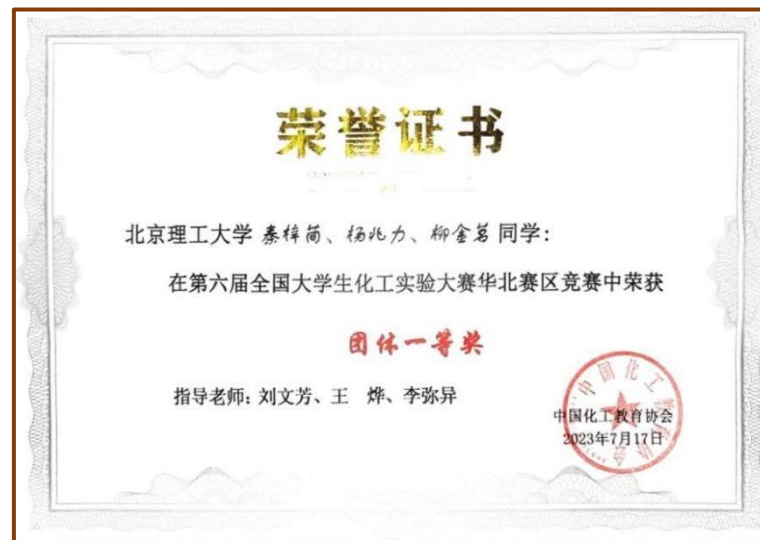 荣誉证书
北京理工大学 秦梓茼、杨兆力、柳金茗 同学：
在第六届全国大学生化工实验大赛华北赛区竞赛中荣获
团体一等奖
指导老师：刘文芳、王 烨、李弥异
中国化工教育协会
2023年7月17日